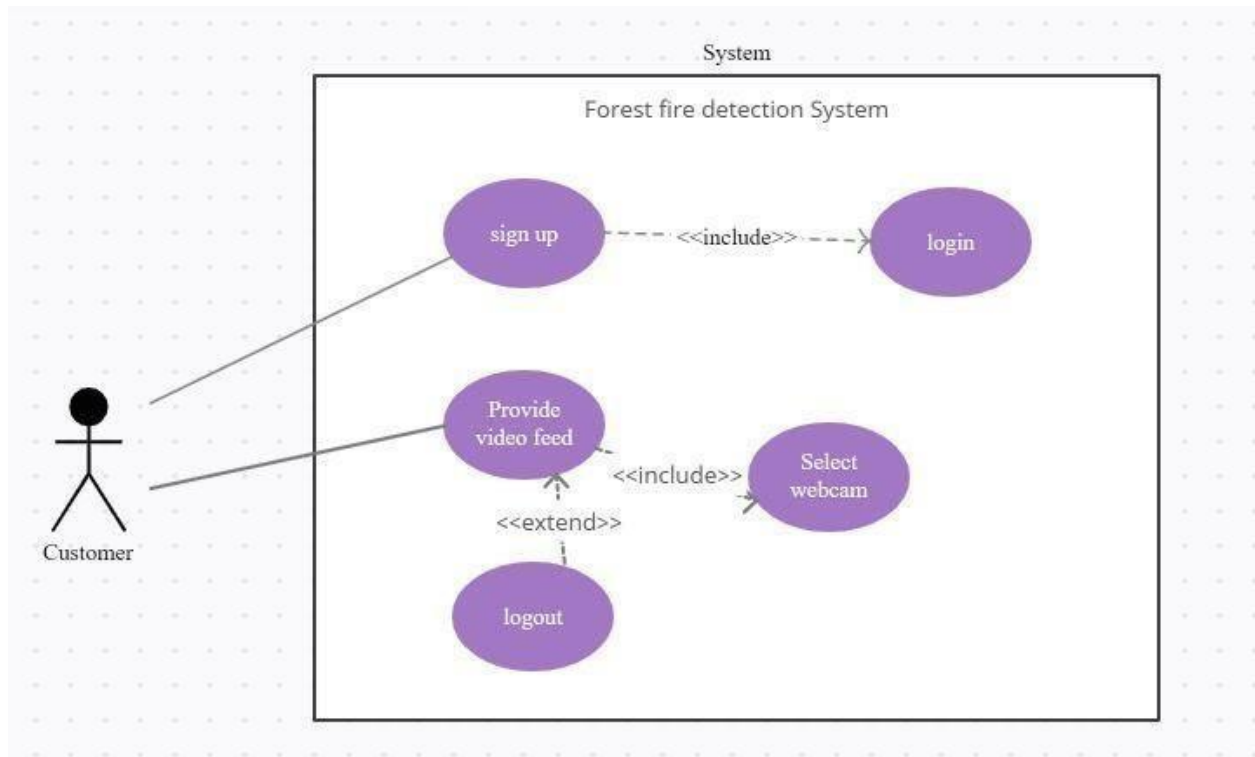 System
Forest fire detection System
sign up
<<include>>
login
Provide
video feed
<<include>>
Select
webcam
<<extend>>
logout
Customer